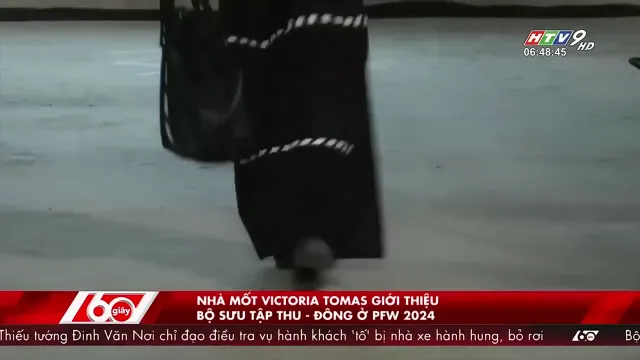 HTV9 HD
06:48:45
60 giây
NHÀ MỐT VICTORIA TOMAS GIỚI THIỆU
BỘ SƯU TẬP THU - ĐÔNG Ở PFW 2024
Thiếu tướng Đinh Văn Nơi chỉ đạo điều tra vụ hành khách 'tố' bị nhà xe hành hung, bỏ rơi
60